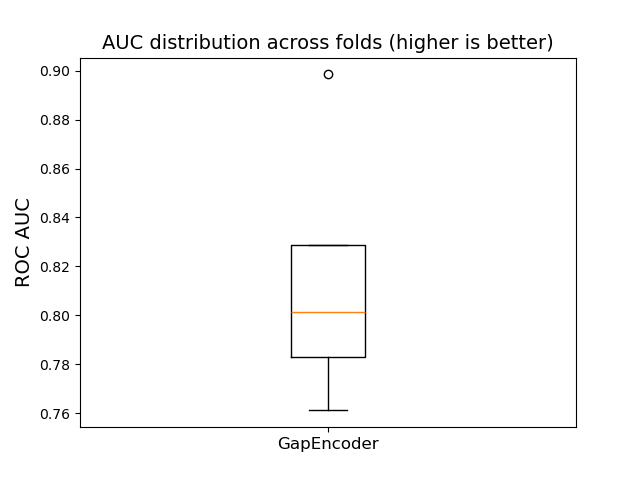 AUC distribution across folds (higher is better)
ROC AUC
0.90
0.88
0.86
0.84
0.82
0.80
0.78
0.76
GapEncoder